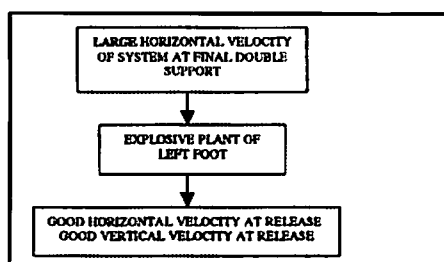 LARGE HORIZONTAL VELOCITY
OF SYSTEM AT FINAL DOUBLE
SUPPORT
EXPLOSIVE PLANT OF
LEFT FOOT
GOOD HORIZONTAL VELOCITY AT RELEASE
GOOD VERTICAL VELOCITY AT RELEASE